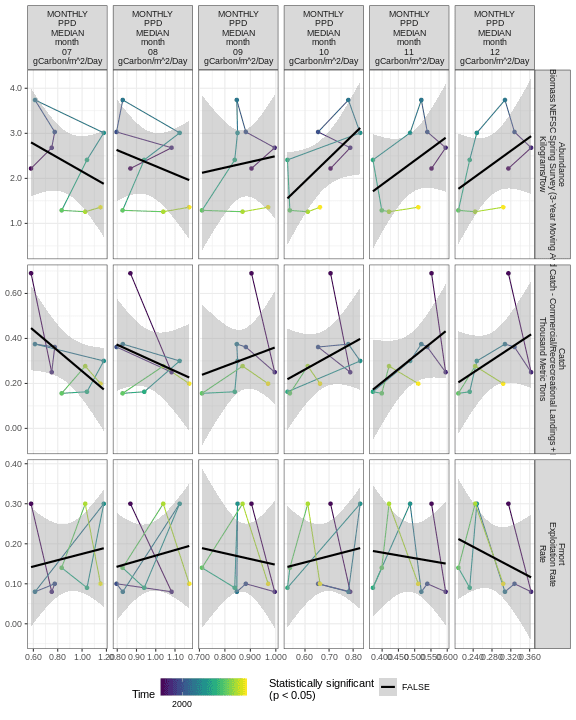 MONTHLY MONTHLY MONTHLY MONTHLY MONTHLY MONTHLY
PPD PPD PPD PPD PPD PPD
MEDIAN MEDIAN MEDIAN MEDIAN MEDIAN MEDIAN
month month month month month month
07 08 09 10 11 12
gCarbon/m^2/Day gCarbon/m^2/Day gCarbon/m^2/Day gCarbon/m^2/Day gCarbon/m^2/Day gCarbon/m^2/Day
4.0
3.0
2.0
1.0
Abundance
Biomass NEFSC Spring Survey (3-Year Moving
Kilograms/Tow
0.60
0.40
0.20
0.00
Catch
Catch - Commercial/Recreational Landings +
Thousand Metric Tons
0.40
0.30
0.20
0.10
0.00
Fmort
Exploitation Rate
Rate
0.60 0.80 1.00 1.20 0.80 0.90 1.00 1.10 0.700 0.800 0.900 1.000 0.60 0.70 0.80 0.400 0.450 0.500 0.550 0.600 0.240 0.280 0.320 0.360
Time
2000
Statistically significant
(p < 0.05)
FALSE